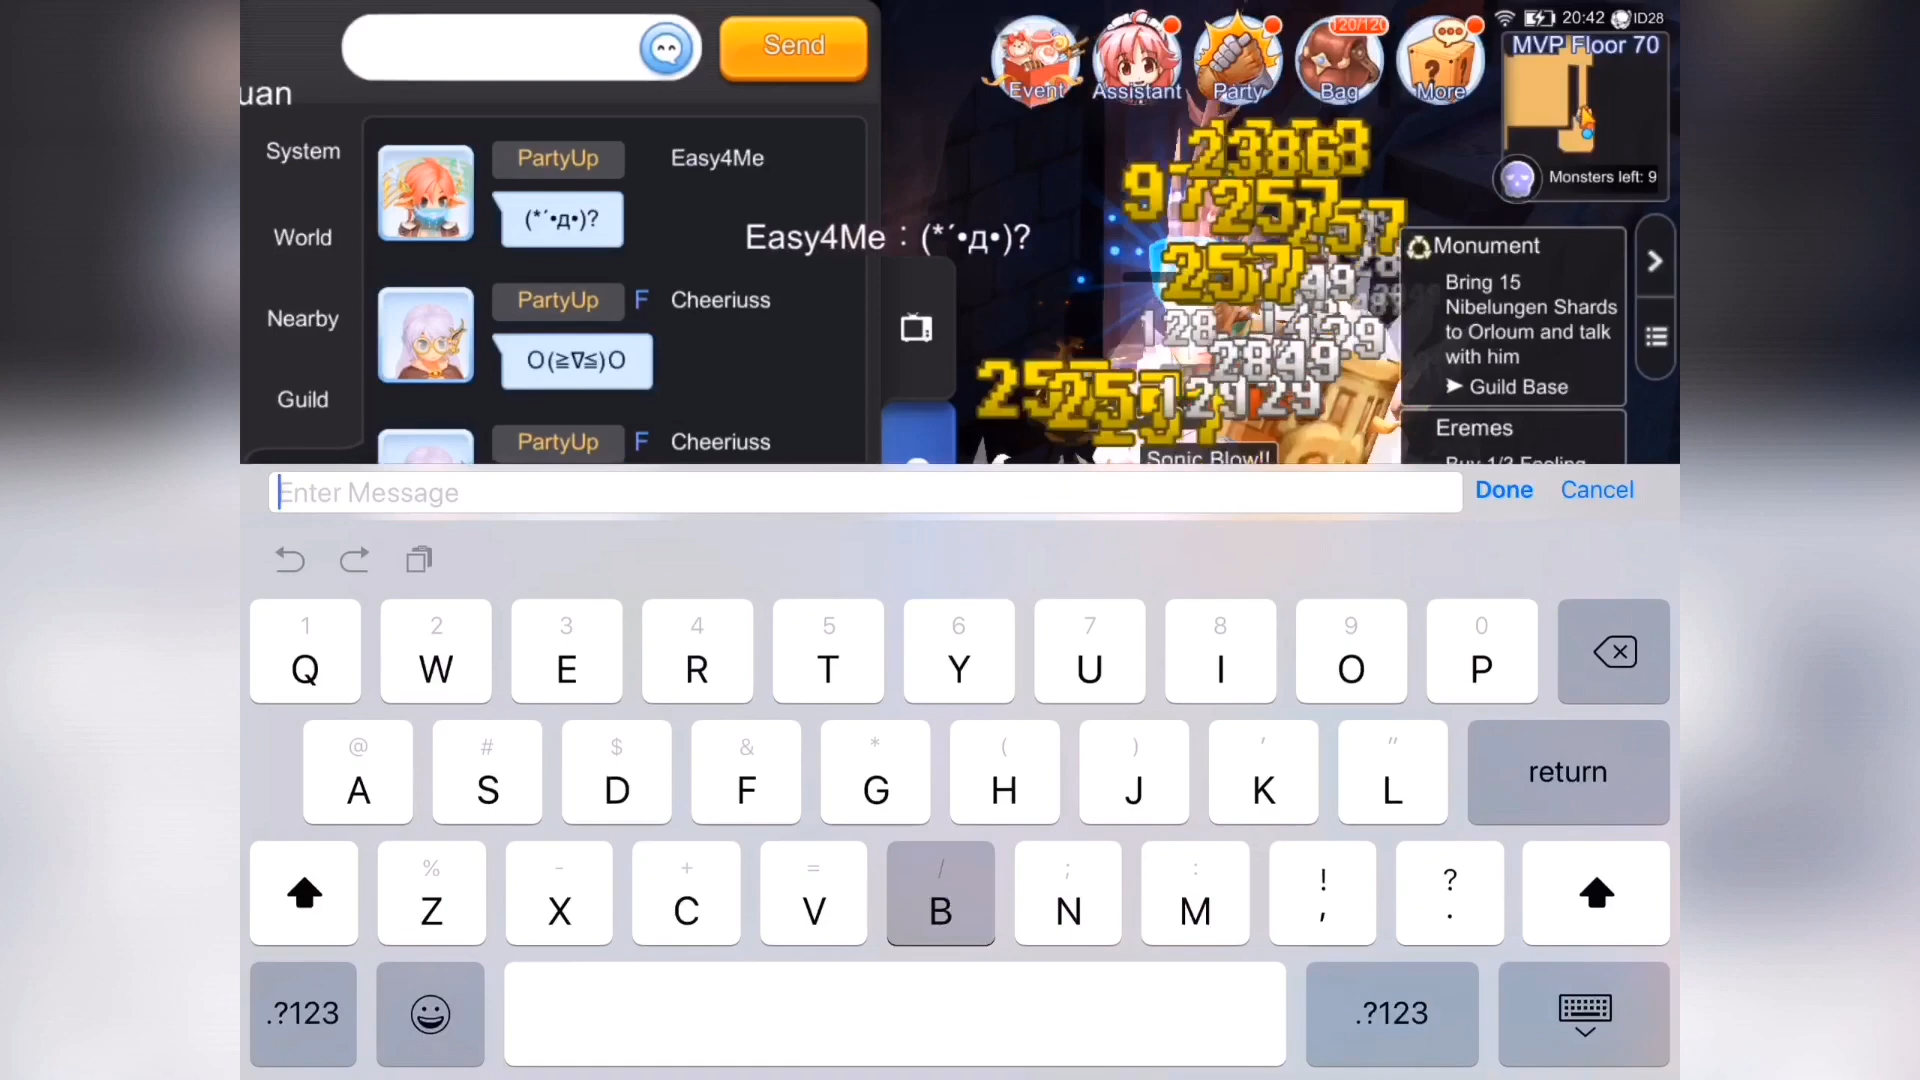 Send
Event
Assistant
Party
120/120
Bag
More
20:42
ID28
MVP Floor 70
Monsters left: 9
uan
System
World
Nearby
Guild
PartyUp Easy4Me
(*´•д•)?
PartyUp F Cheeriuss
O(≧∇≦)O
PartyUp F Cheeriuss
Easy4Me：(*´•д•)?
23868
257
Sonic Blow!!
Monument
Bring 15
Nibelungen Shards
to Orloum and talk
with him
➤ Guild Base
Eremes
Enter Message
Done
Cancel
1 2 3 4 5 6 7 8 9 0
Q W E R T Y U I O P
@ # $ & * ( ) ' "
A S D F G H J K L return
% - + = / ; : ! ?
Z X C V B N M , .
.?123 .?123